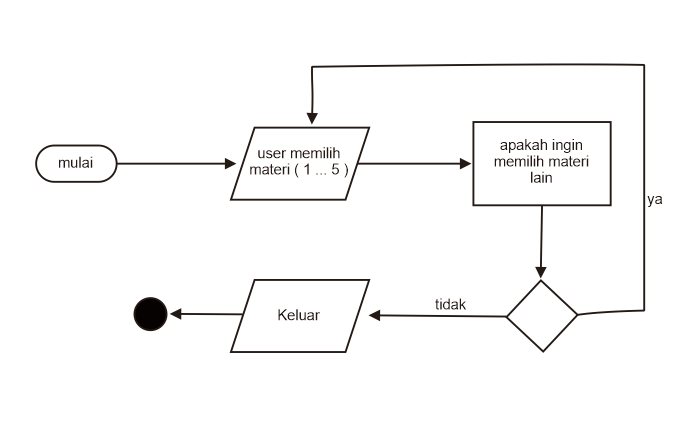 mulai
user memilih
materi ( 1 ... 5 )
apakah ingin
memilih materi
lain
ya
tidak
Keluar